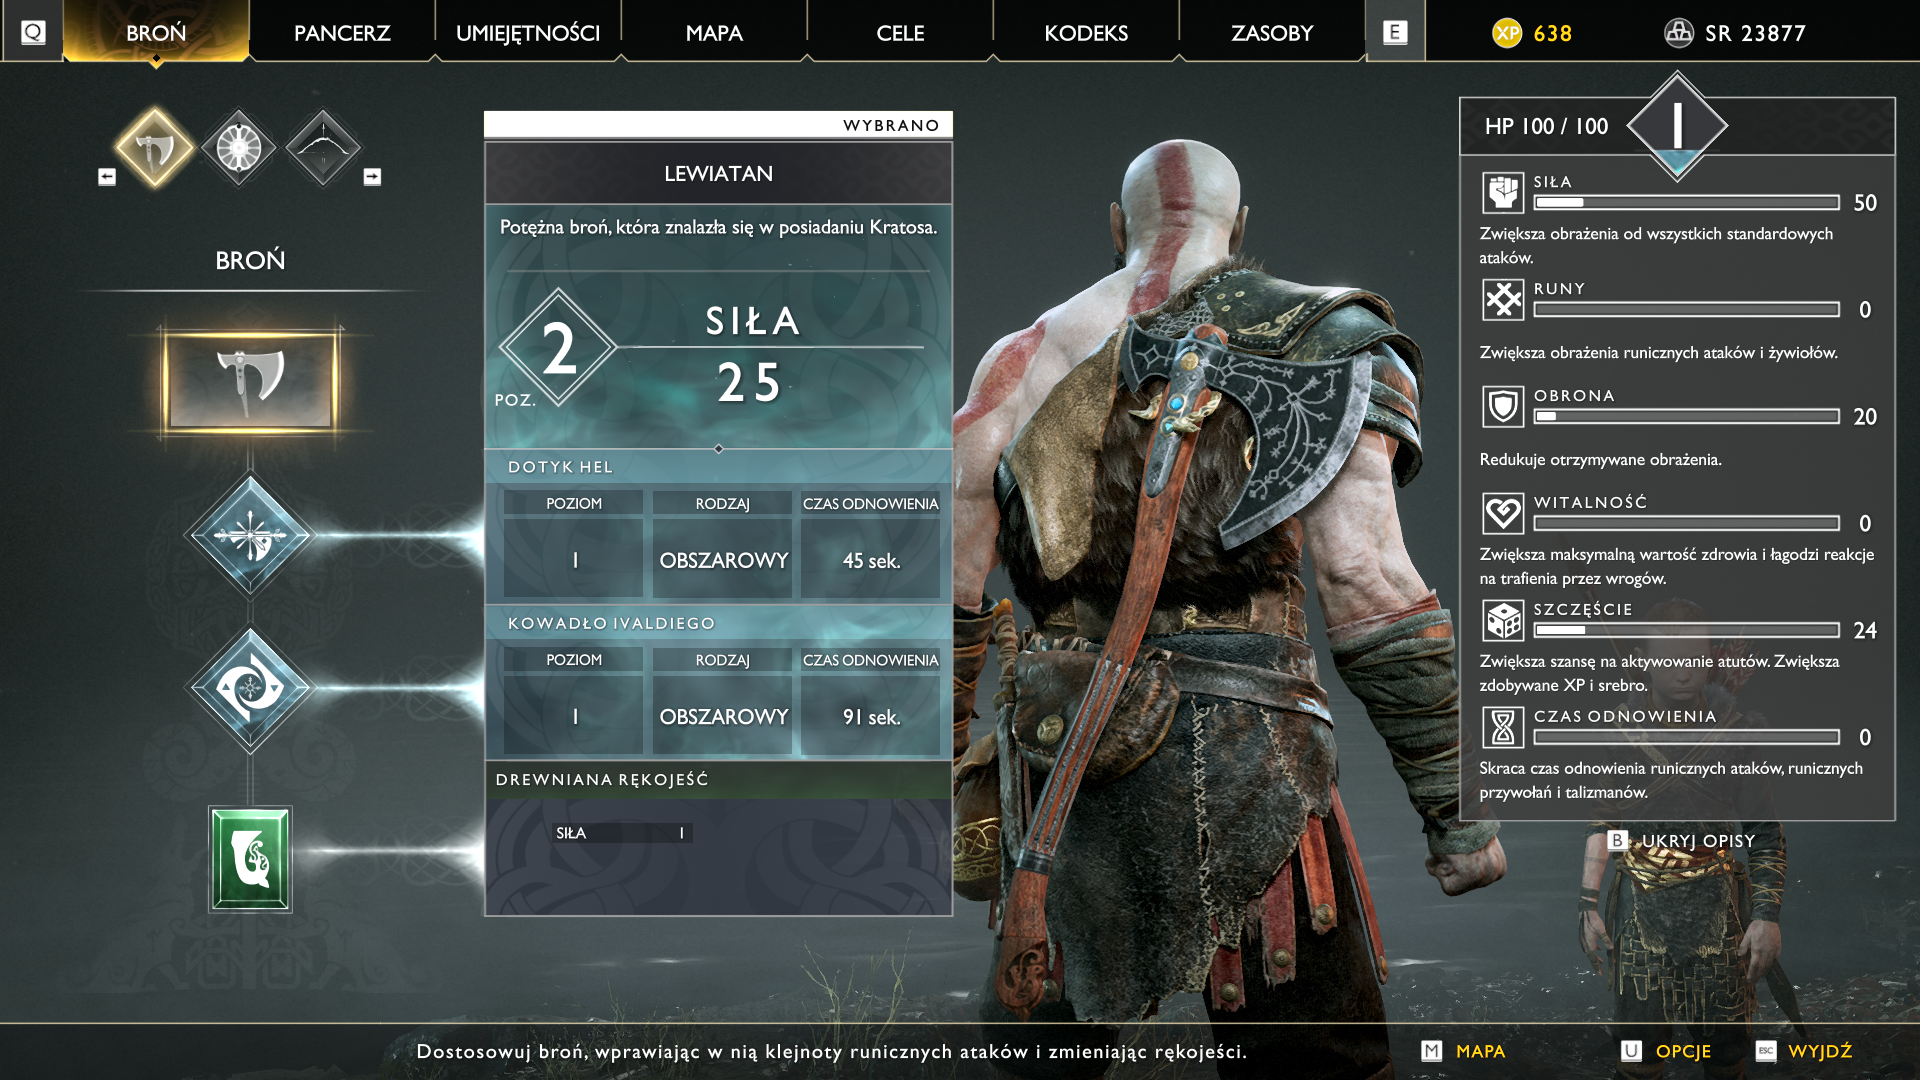 Q BROŃ PANCERZ UMIEJĘTNOŚCI MAPA CELE KODEKS ZASOBY E XP 638 SR 23877
WYBRANO
LEWIATAN
Potężna broń, która znalazła się w posiadaniu Kratosa.
BROŃ
2
POZ.
SIŁA
25
DOTYK HEL
POZIOM RODZAJ CZAS ODNOWIENIA
1 OBSZAROWY 45 sek.
KOWADŁO IVALDIEGO
POZIOM RODZAJ CZAS ODNOWIENIA
1 OBSZAROWY 91 sek.
DREWNIANA RĘKOJEŚĆ
SIŁA 1
HP 100 / 100
1
SIŁA
50
Zwiększa obrażenia od wszystkich standardowych
ataków.
RUNY
0
Zwiększa obrażenia runicznych ataków i żywiołów.
OBRONA
20
Redukuje otrzymywane obrażenia.
WITALNOŚĆ
0
Zwiększa maksymalną wartość zdrowia i łagodzi reakcje
na trafienia przez wrogów.
SZCZĘŚCIE
24
Zwiększa szansę na aktywowanie atutów. Zwiększa
zdobywane XP i srebro.
CZAS ODNOWIENIA
0
Skraca czas odnowienia runicznych ataków, runicznych
przywołań i talizmanów.
B UKRYJ OPISY
Dostosowuj broń, wprawiając w nią klejnoty runicznych ataków i zmieniając rękojeści.
M MAPA U OPCJE ESC WYJDŹ